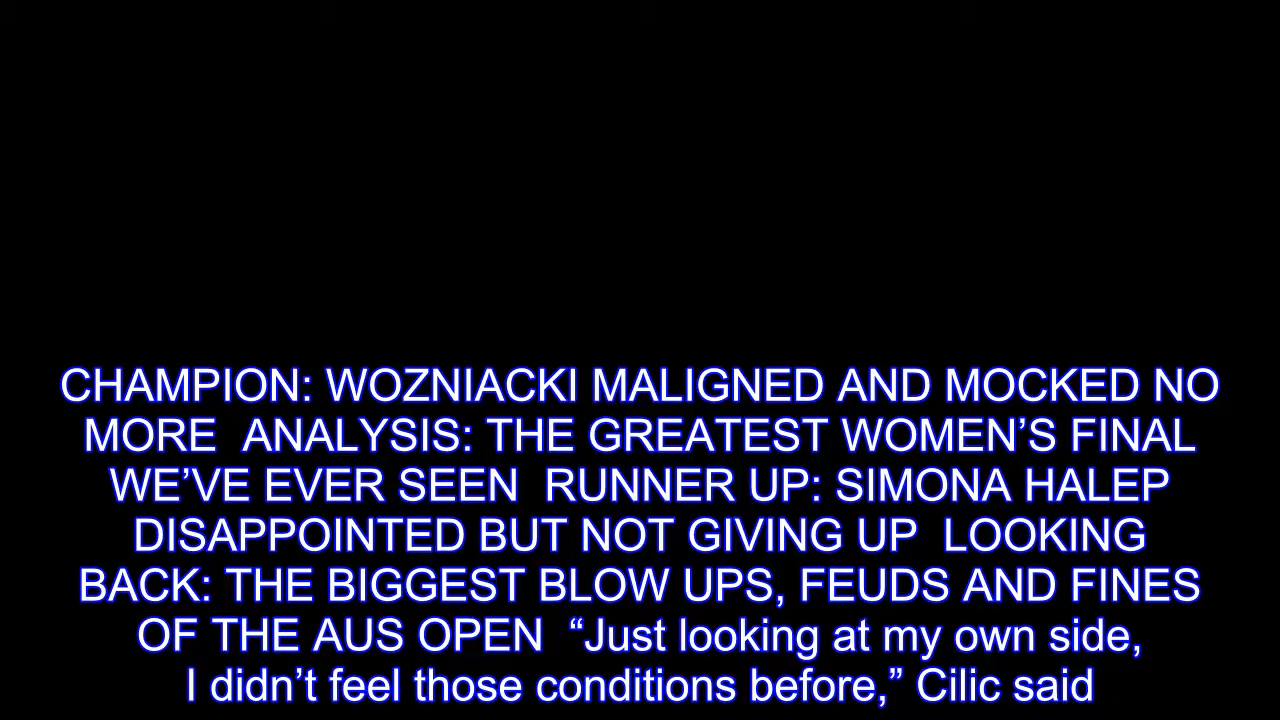 CHAMPION: WOZNIACKI MALIGNED AND MOCKED NO
MORE  ANALYSIS: THE GREATEST WOMEN’S FINAL
WE’VE EVER SEEN  RUNNER UP: SIMONA HALEP
DISAPPOINTED BUT NOT GIVING UP  LOOKING
BACK: THE BIGGEST BLOW UPS, FEUDS AND FINES
OF THE AUS OPEN  “Just looking at my own side,
I didn’t feel those conditions before,” Cilic said